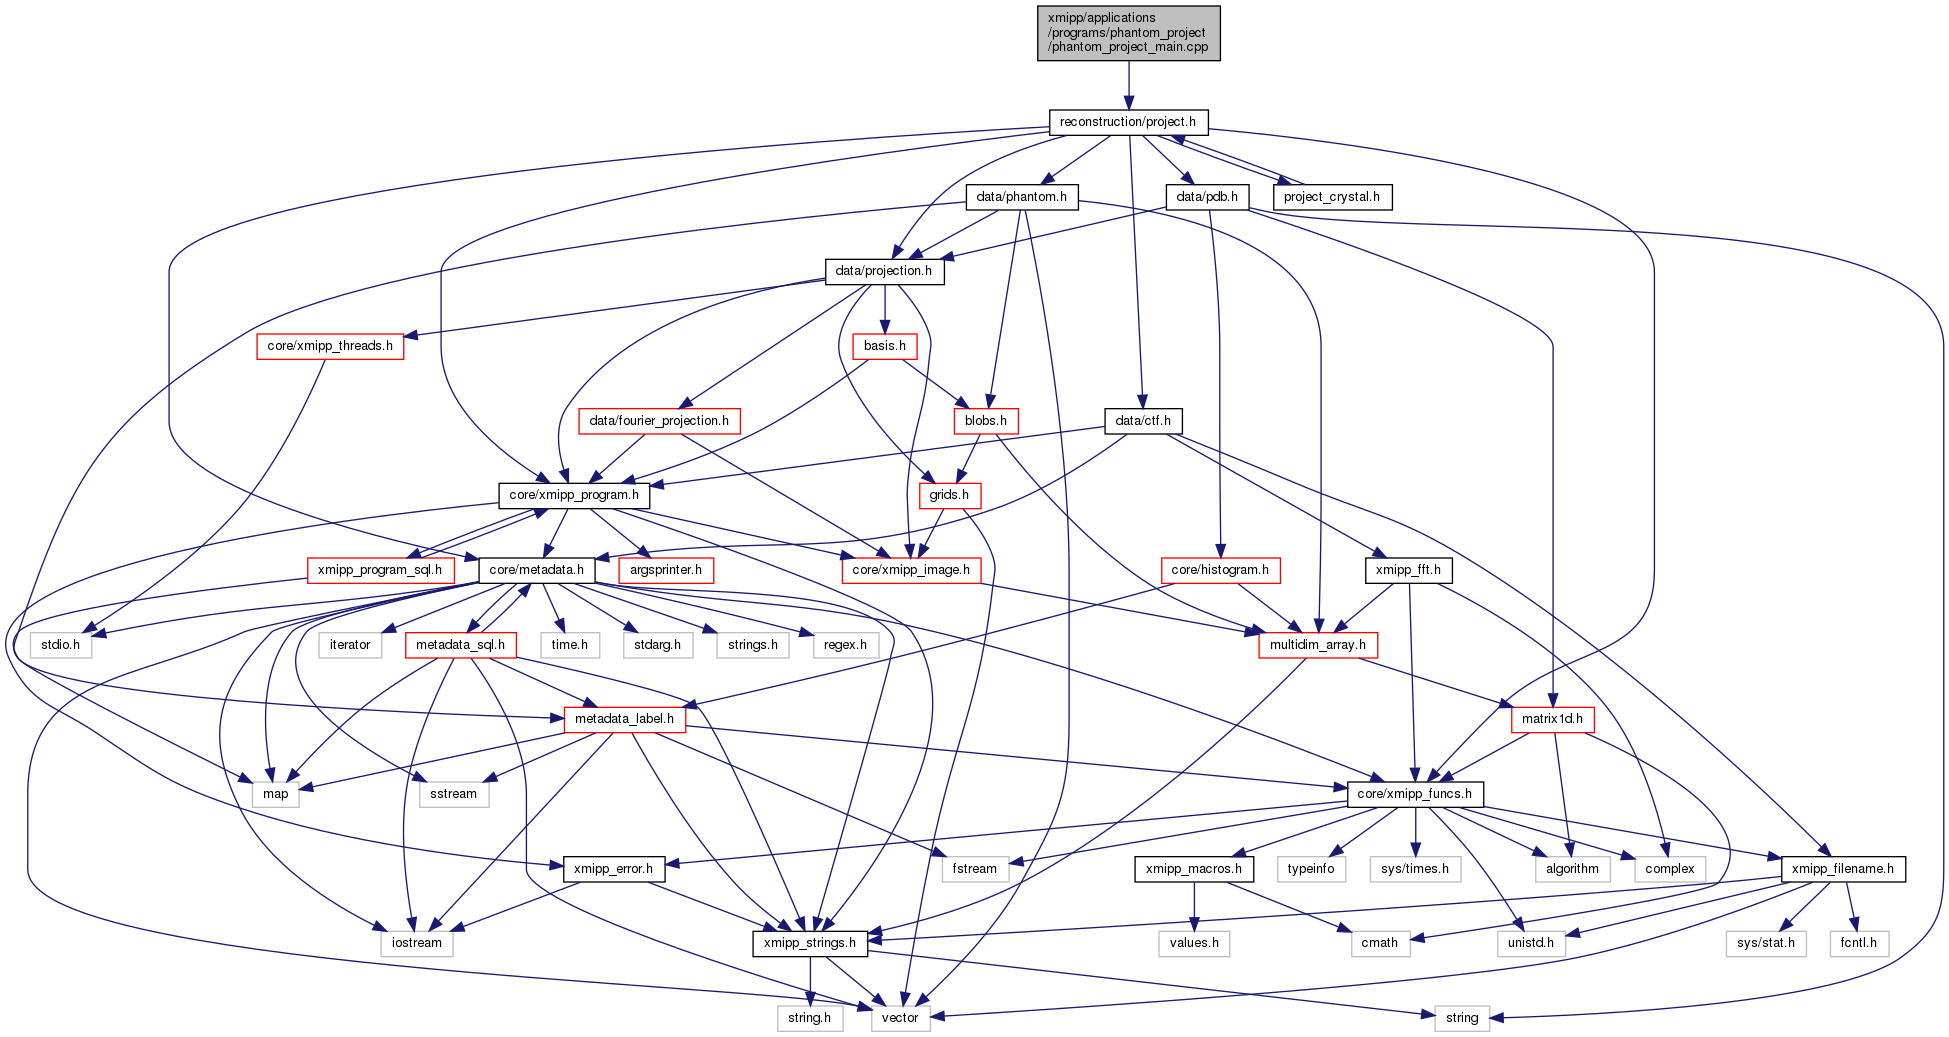 xmipp/applications
/programs/phantom_project
/phantom_project_main.cpp
reconstruction/project.h
data/phantom.h
data/pdb.h
project_crystal.h
data/projection.h
core/xmipp_threads.h
basis.h
data/fourier_projection.h
blobs.h
data/ctf.h
core/xmipp_program.h
grids.h
xmipp_program_sql.h
core/metadata.h
argsprinter.h
core/xmipp_image.h
core/histogram.h
xmipp_fft.h
stdio.h
iterator
metadata_sql.h
time.h
stdarg.h
strings.h
regex.h
multidim_array.h
metadata_label.h
matrix1d.h
map
sstream
core/xmipp_funcs.h
xmipp_error.h
fstream
xmipp_macros.h
typeinfo
sys/times.h
algorithm
complex
xmipp_filename.h
iostream
xmipp_strings.h
values.h
cmath
unistd.h
sys/stat.h
fcntl.h
string.h
vector
string